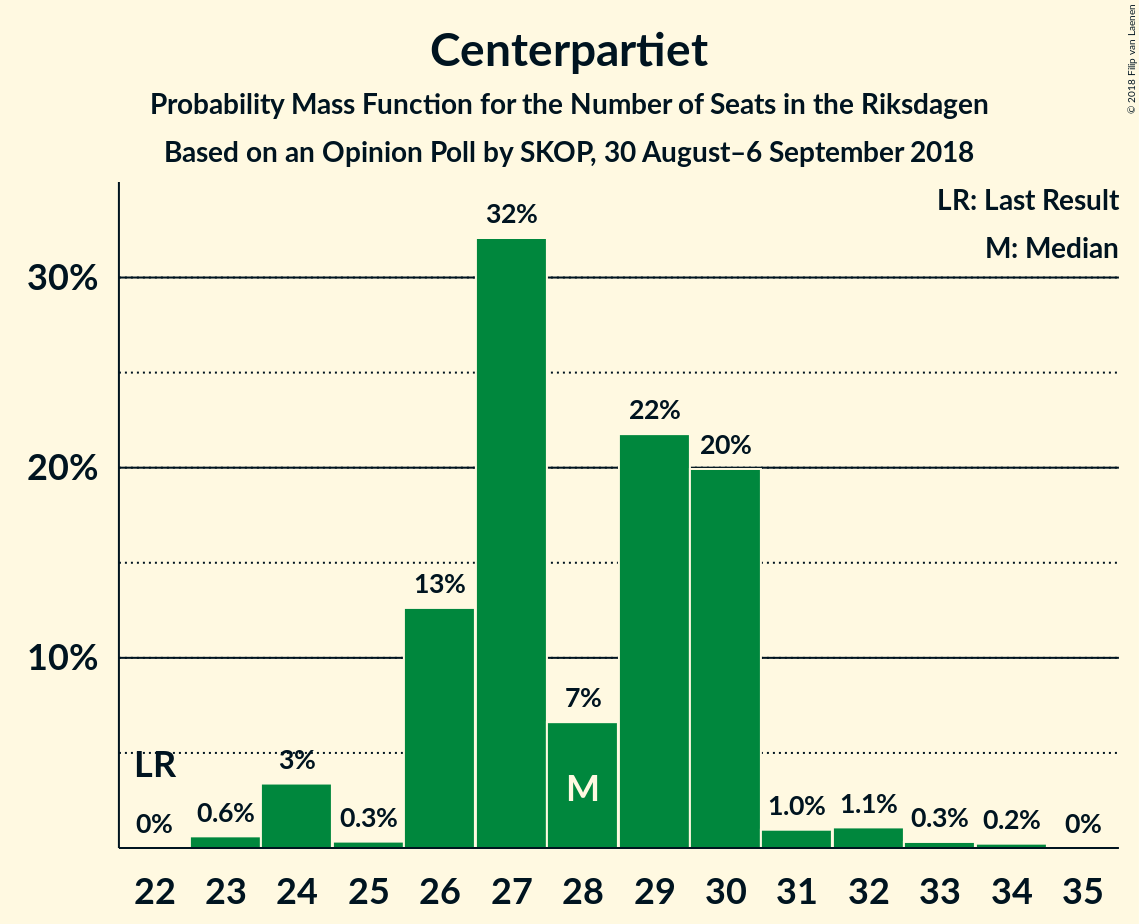 Centerpartiet
Probability Mass Function for the Number of Seats in the Riksdagen
Based on an Opinion Poll by SKOP, 30 August–6 September 2018
© 2018 Filip van Laenen
LR: Last Result
M: Median
32%
30%
22%
20%
20%
13%
10%
7%
LR
3%
M
0%
0.6%
0.3%
1.0%
1.1%
0.3%
0.2%
0%
22 23 24 25 26 27 28 29 30 31 32 33 34 35